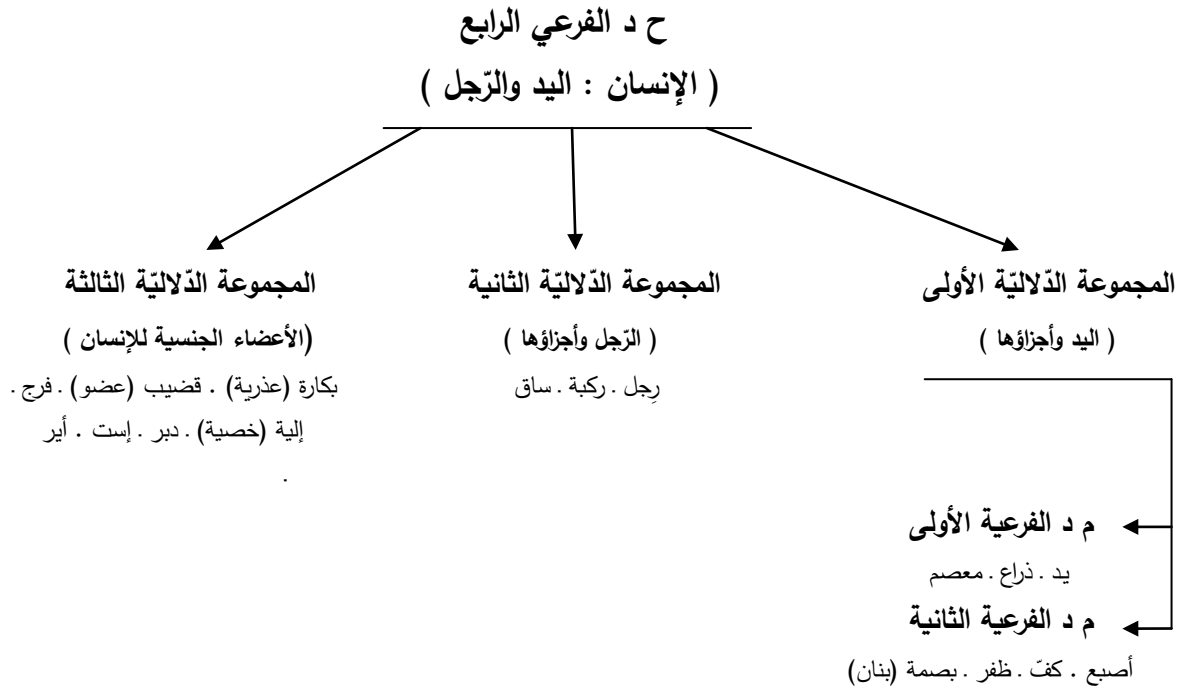 ح د الفرعي الرابع
( الإنسان : اليد والرّجل )
المجموعة الدّلاليّة الأولى
( اليد وأجزاؤها )
م د الفرعية الأولى
يد . ذراع . معصم
م د الفرعية الثانية
أصبع . كفّ . ظفر . بصمة (بنان)
المجموعة الدّلاليّة الثانية
( الرّجل وأجزاؤها )
رِجل . ركبة . ساق
المجموعة الدّلاليّة الثالثة
(الأعضاء الجنسية للإنسان )
بكارة (عذرية) . قضيب (عضو) . فرج .
إلية (خصية) . دبر . إست . أير
.